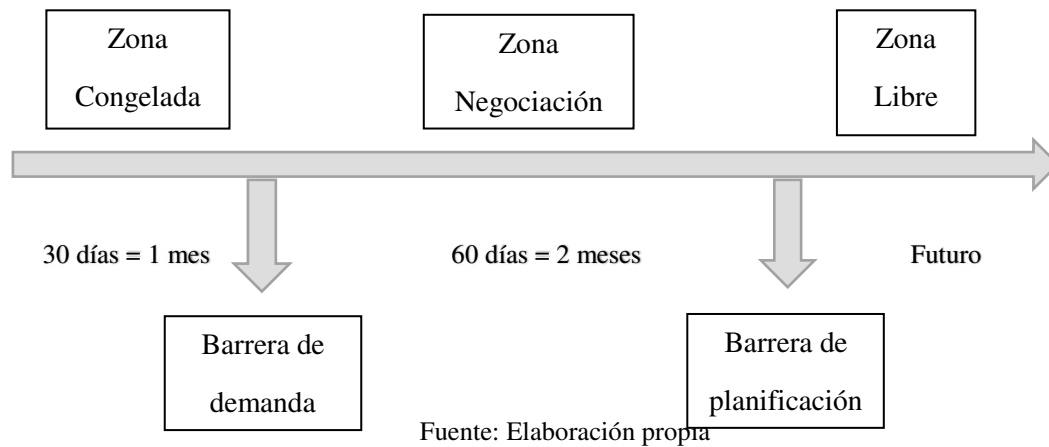 Zona
Congelada
Zona
Negociación
Zona
Libre
30 días = 1 mes
60 días = 2 meses
Futuro
Barrera de
demanda
Barrera de
planificación
Fuente: Elaboración propia